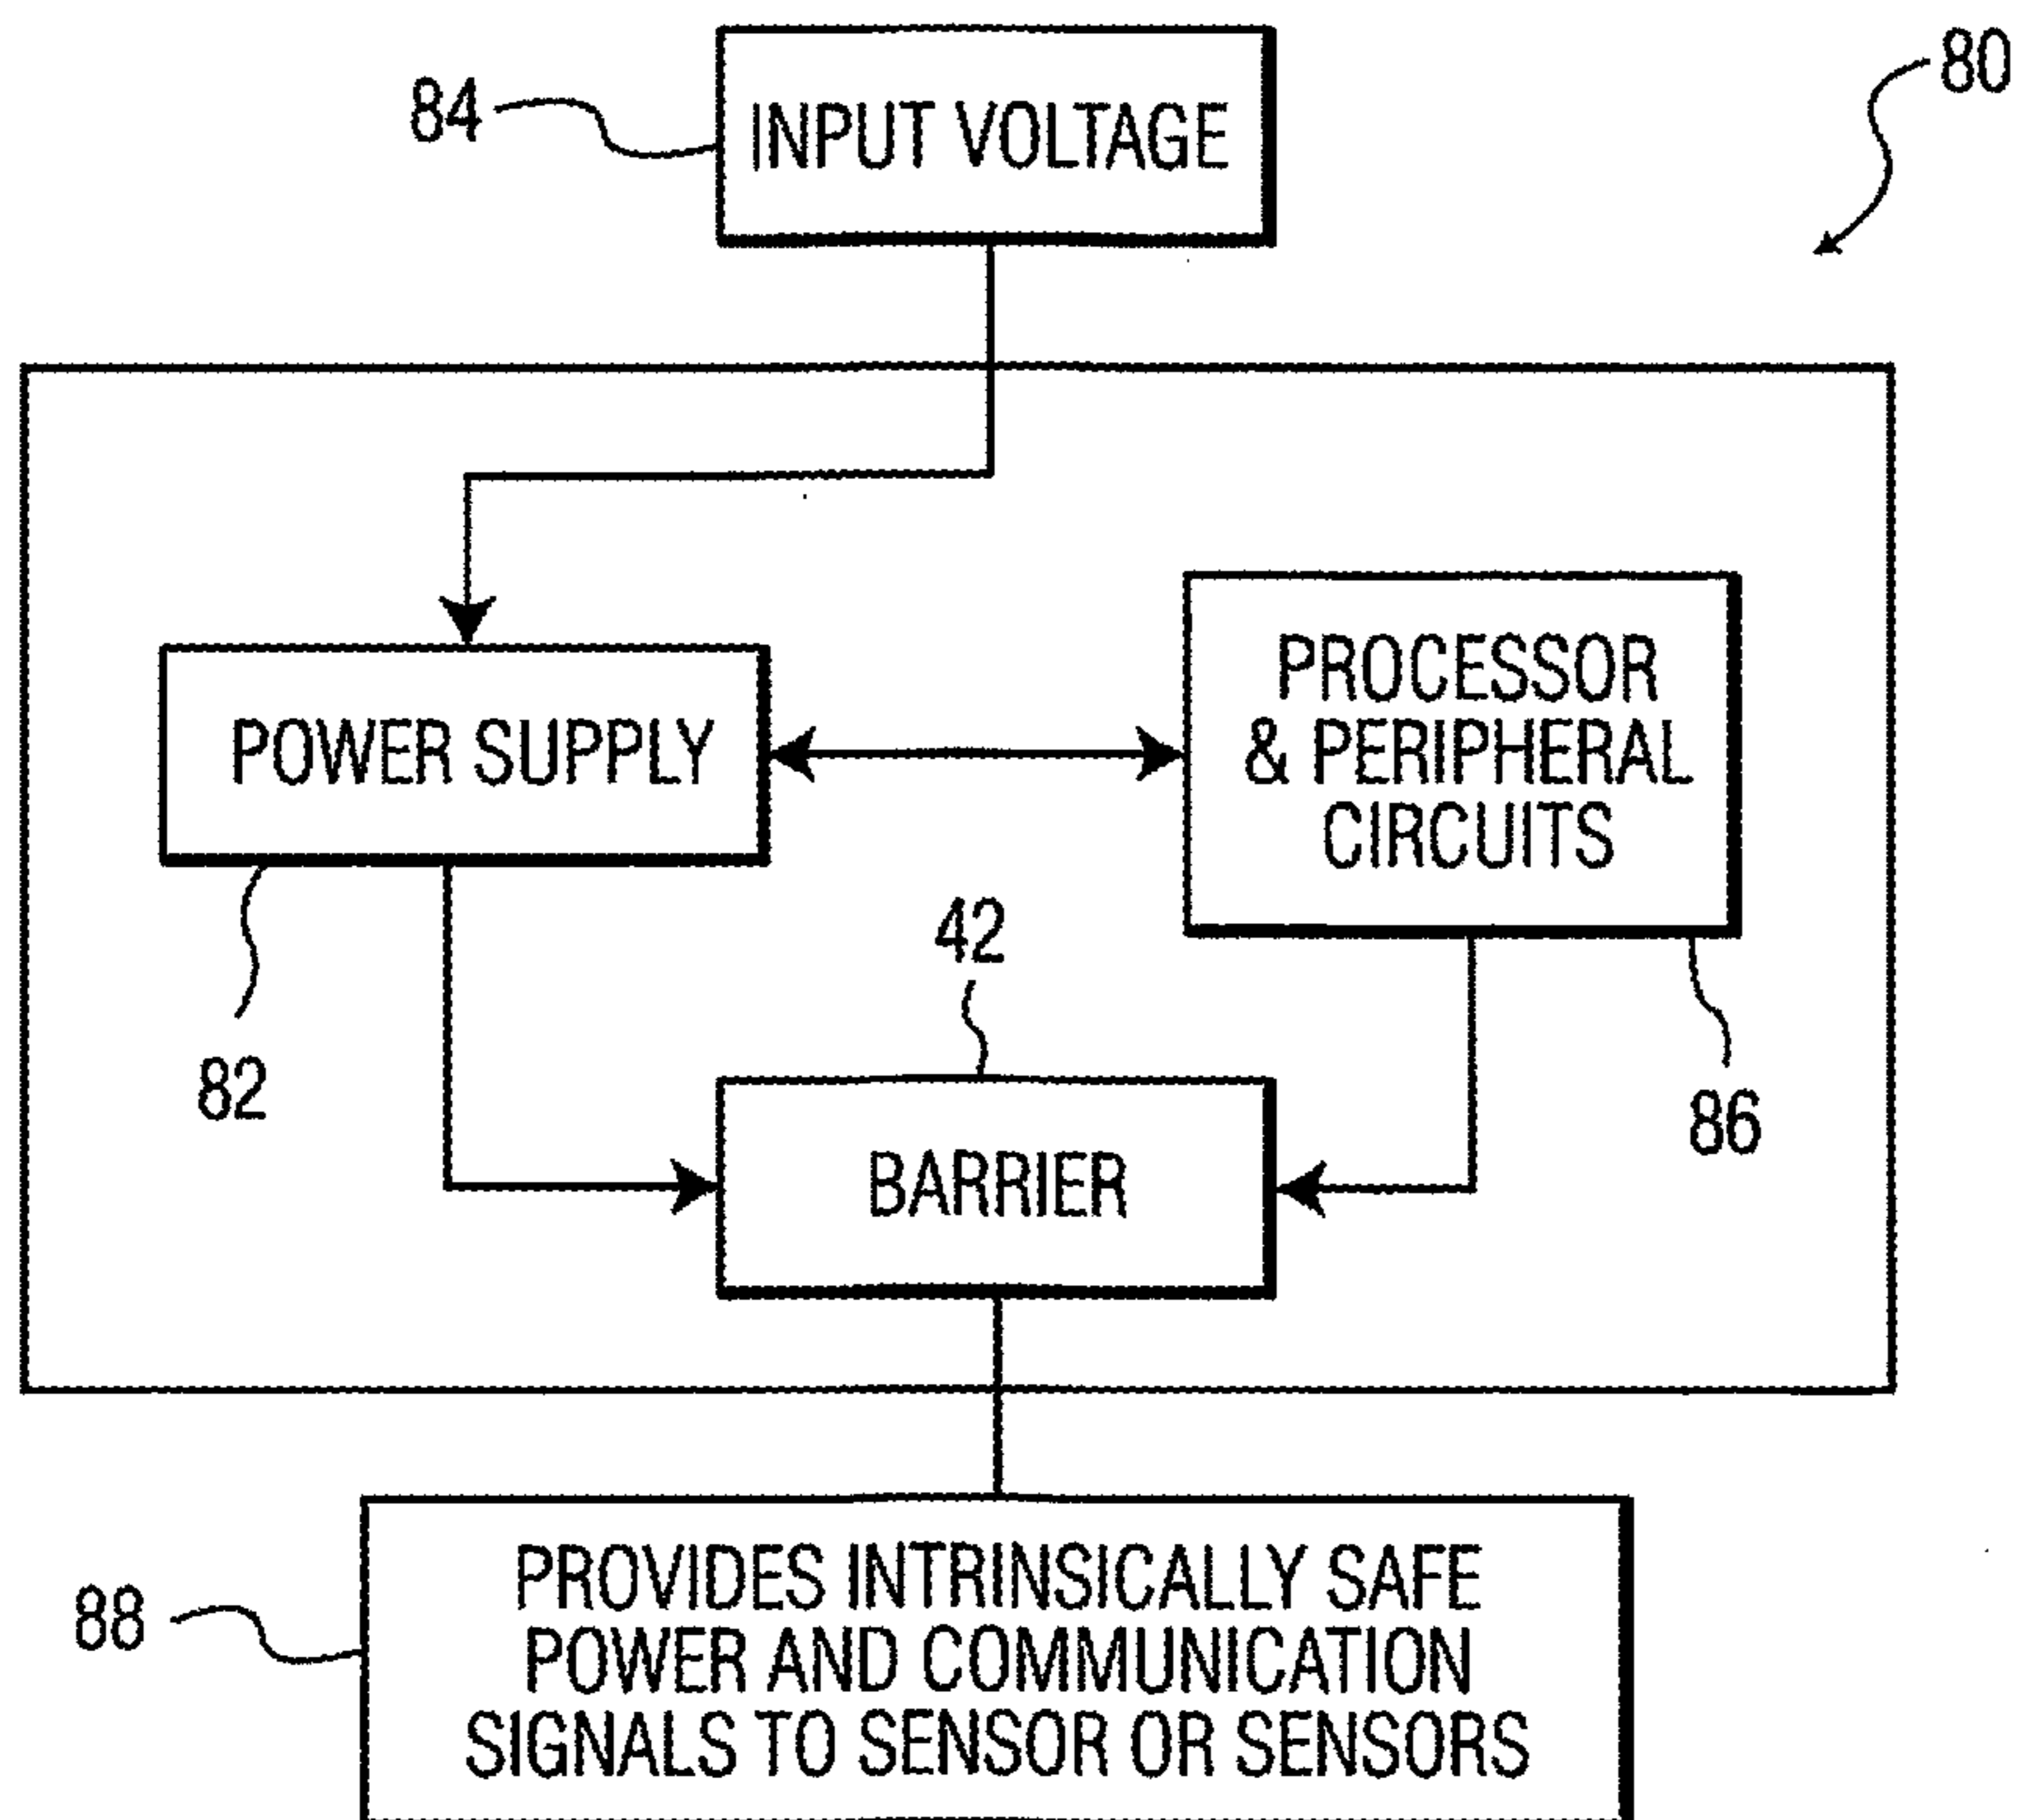 80
84
INPUT VOLTAGE
POWER SUPPLY
PROCESSOR
& PERIPHERAL
CIRCUITS
42
82
86
BARRIER
88
PROVIDES INTRINSICALLY SAFE
POWER AND COMMUNICATION
SIGNALS TO SENSOR OR SENSORS